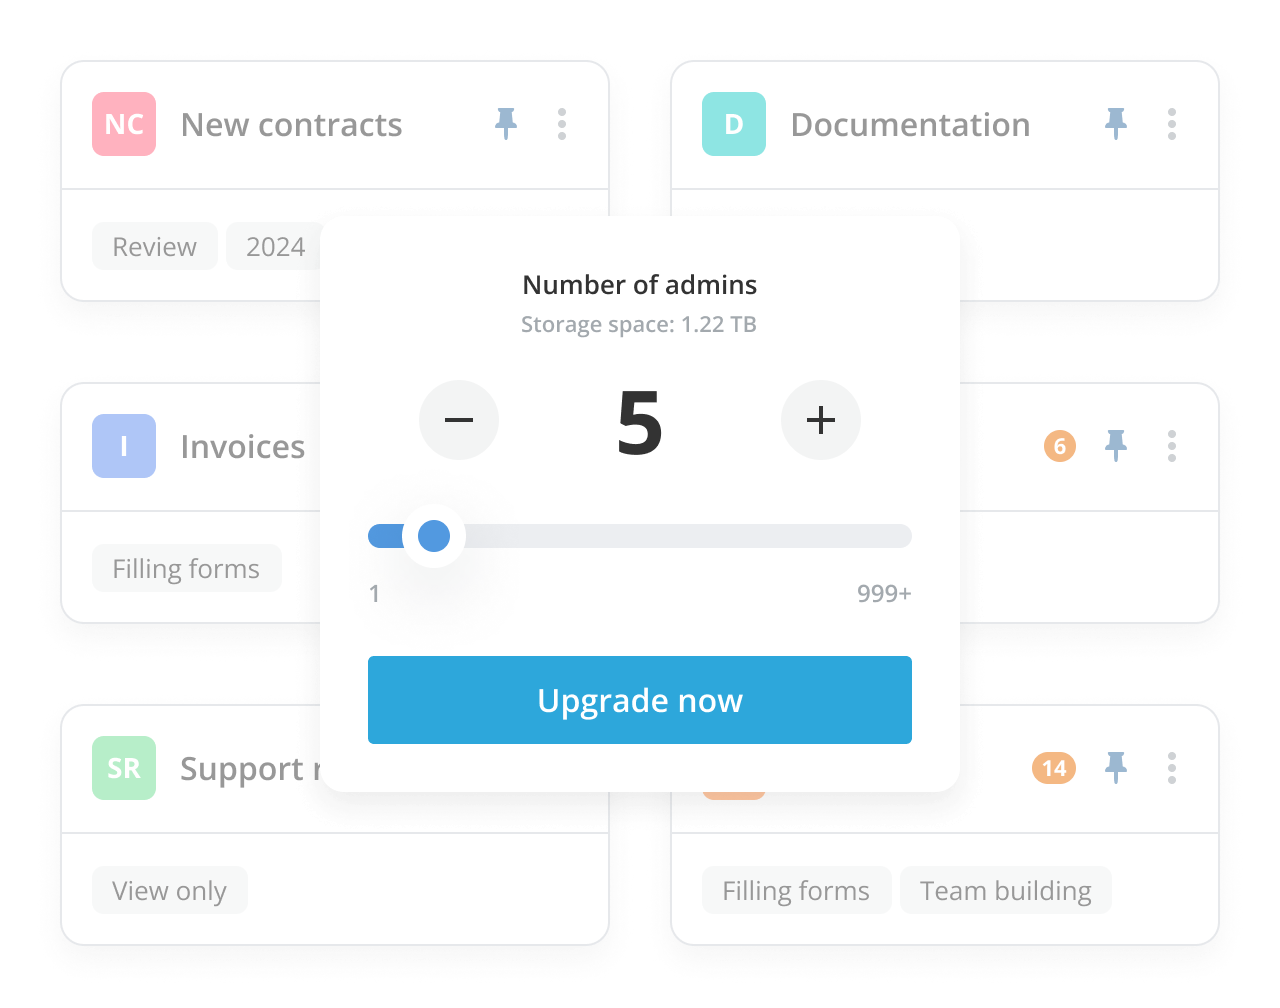 NC New contracts
D Documentation
Review 2024
Number of admins
Storage space: 1.22 TB
5
I Invoices
6
Filling forms
1 999+
Upgrade now
SR Support
14
View only
Filling forms Team building